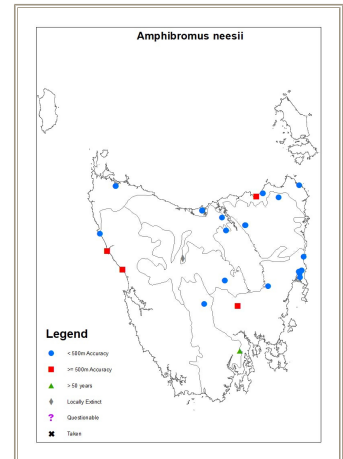 Amphibromus neesii
Legend
< 500m Accuracy
>= 500m Accuracy
> 50 years
Locally Extinct
? Questionable
Taken